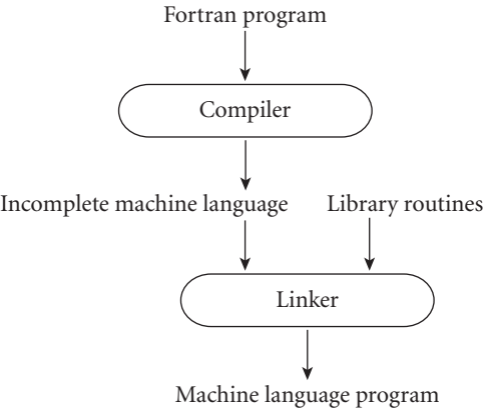 Fortran program
Compiler
Incomplete machine language
Library routines
Linker
Machine language program